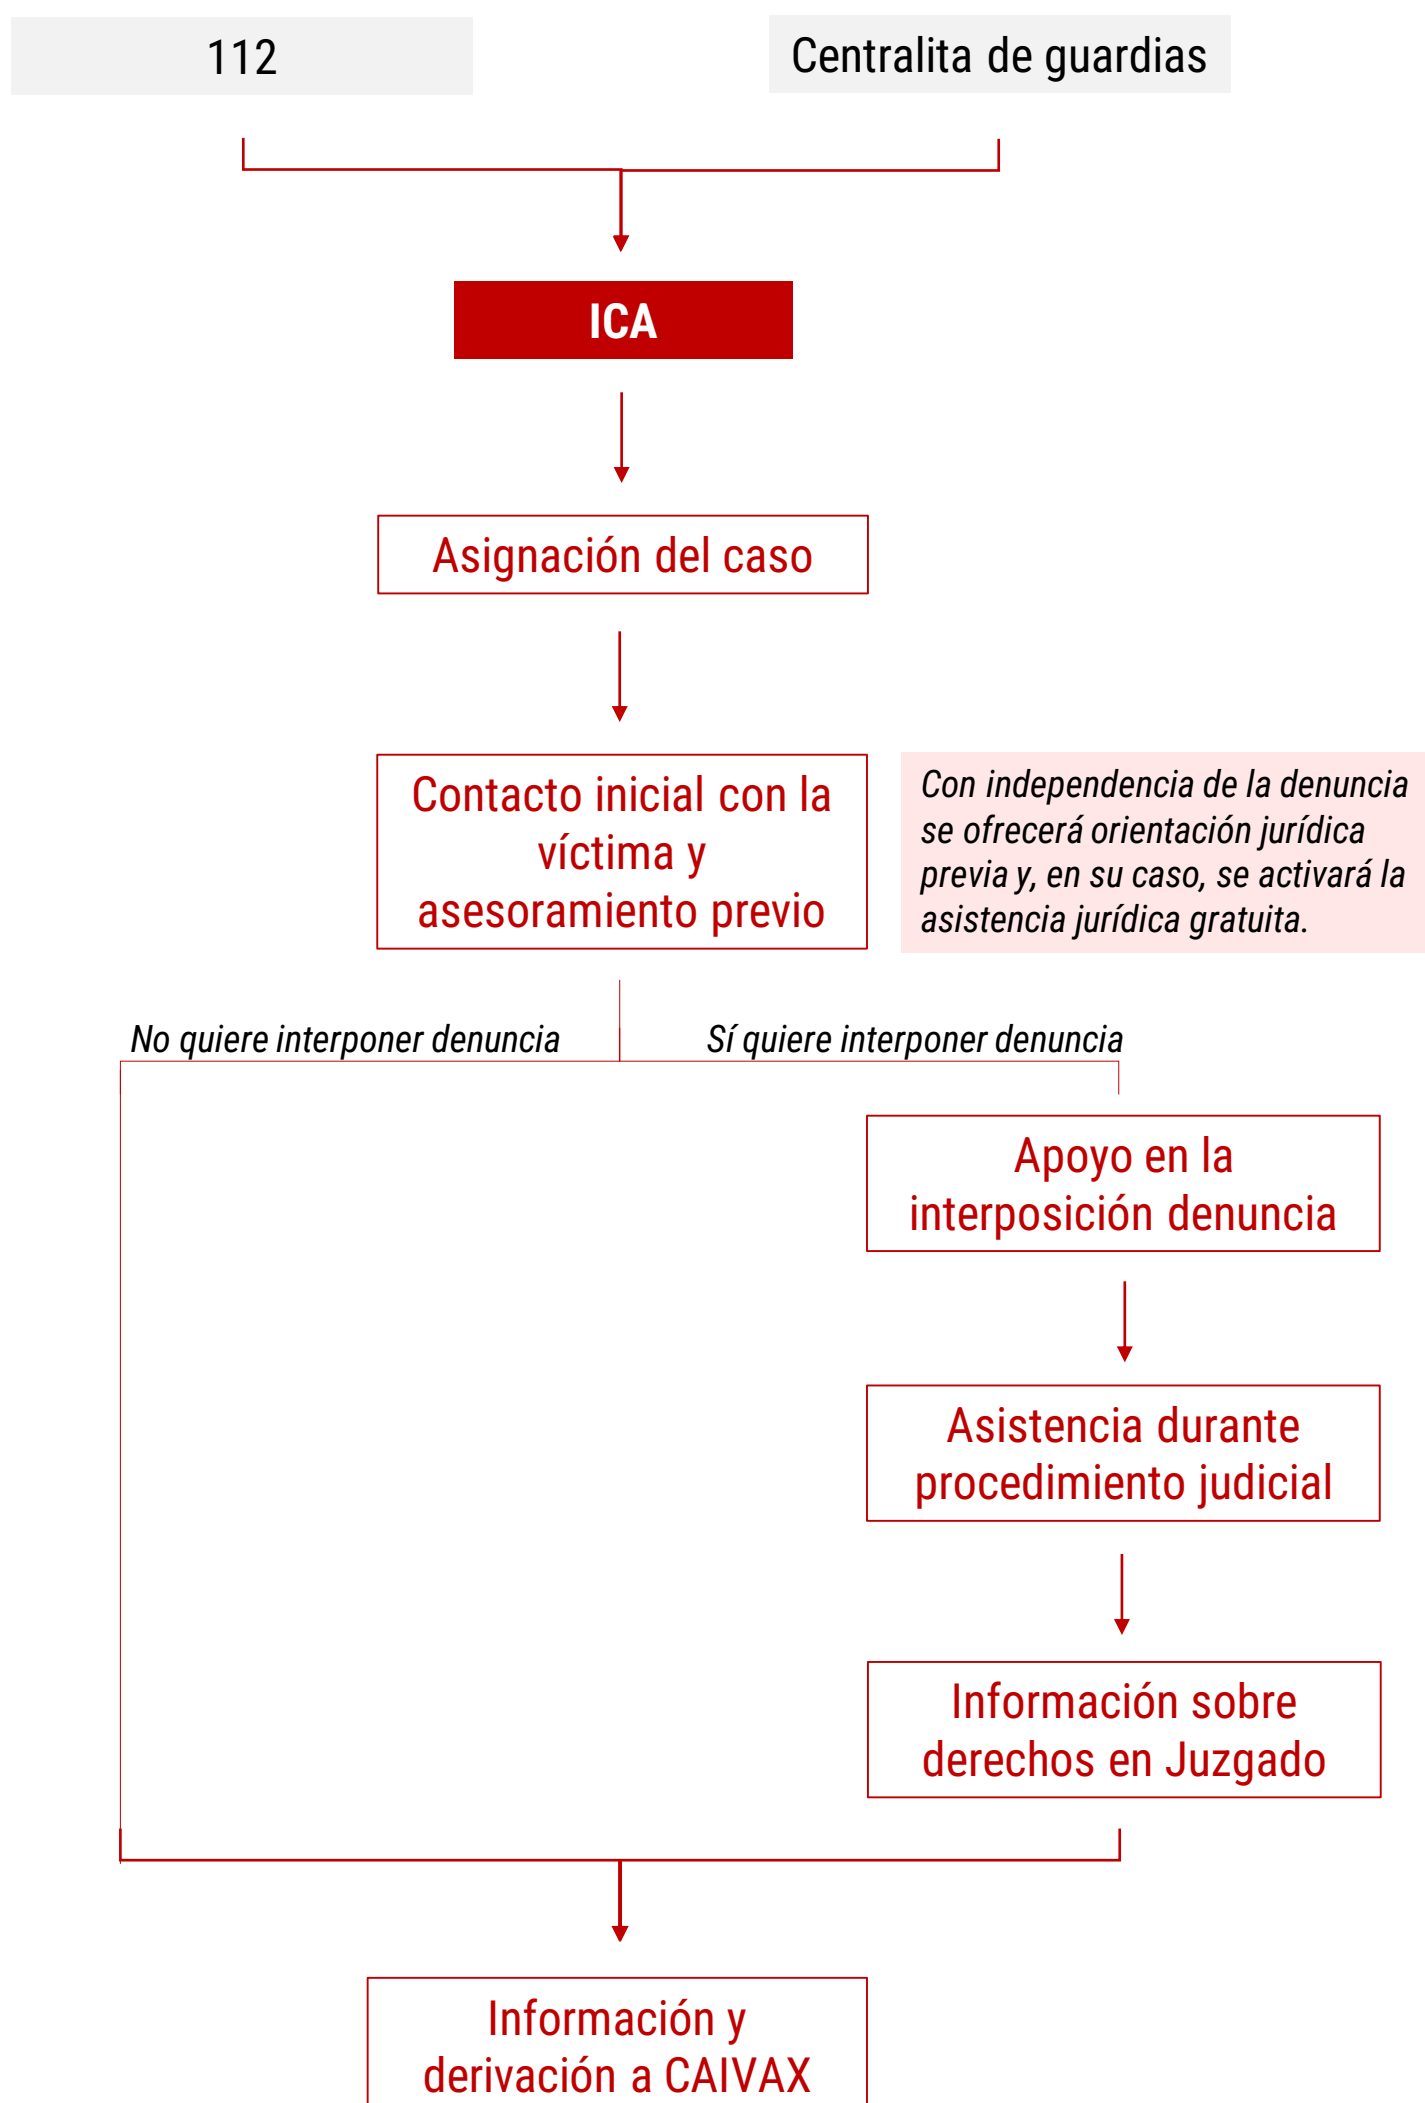 112
Centralita de guardias
ICA
Asignación del caso
Contacto inicial con la
víctima y
asesoramiento previo
Con independencia de la denuncia
se ofrecerá orientación jurídica
previa y, en su caso, se activará la
asistencia jurídica gratuita.
No quiere interponer denuncia
Sí quiere interponer denuncia
Apoyo en la
interposición denuncia
Asistencia durante
procedimiento judicial
Información sobre
derechos en Juzgado
Información y
derivación a CAIVAX